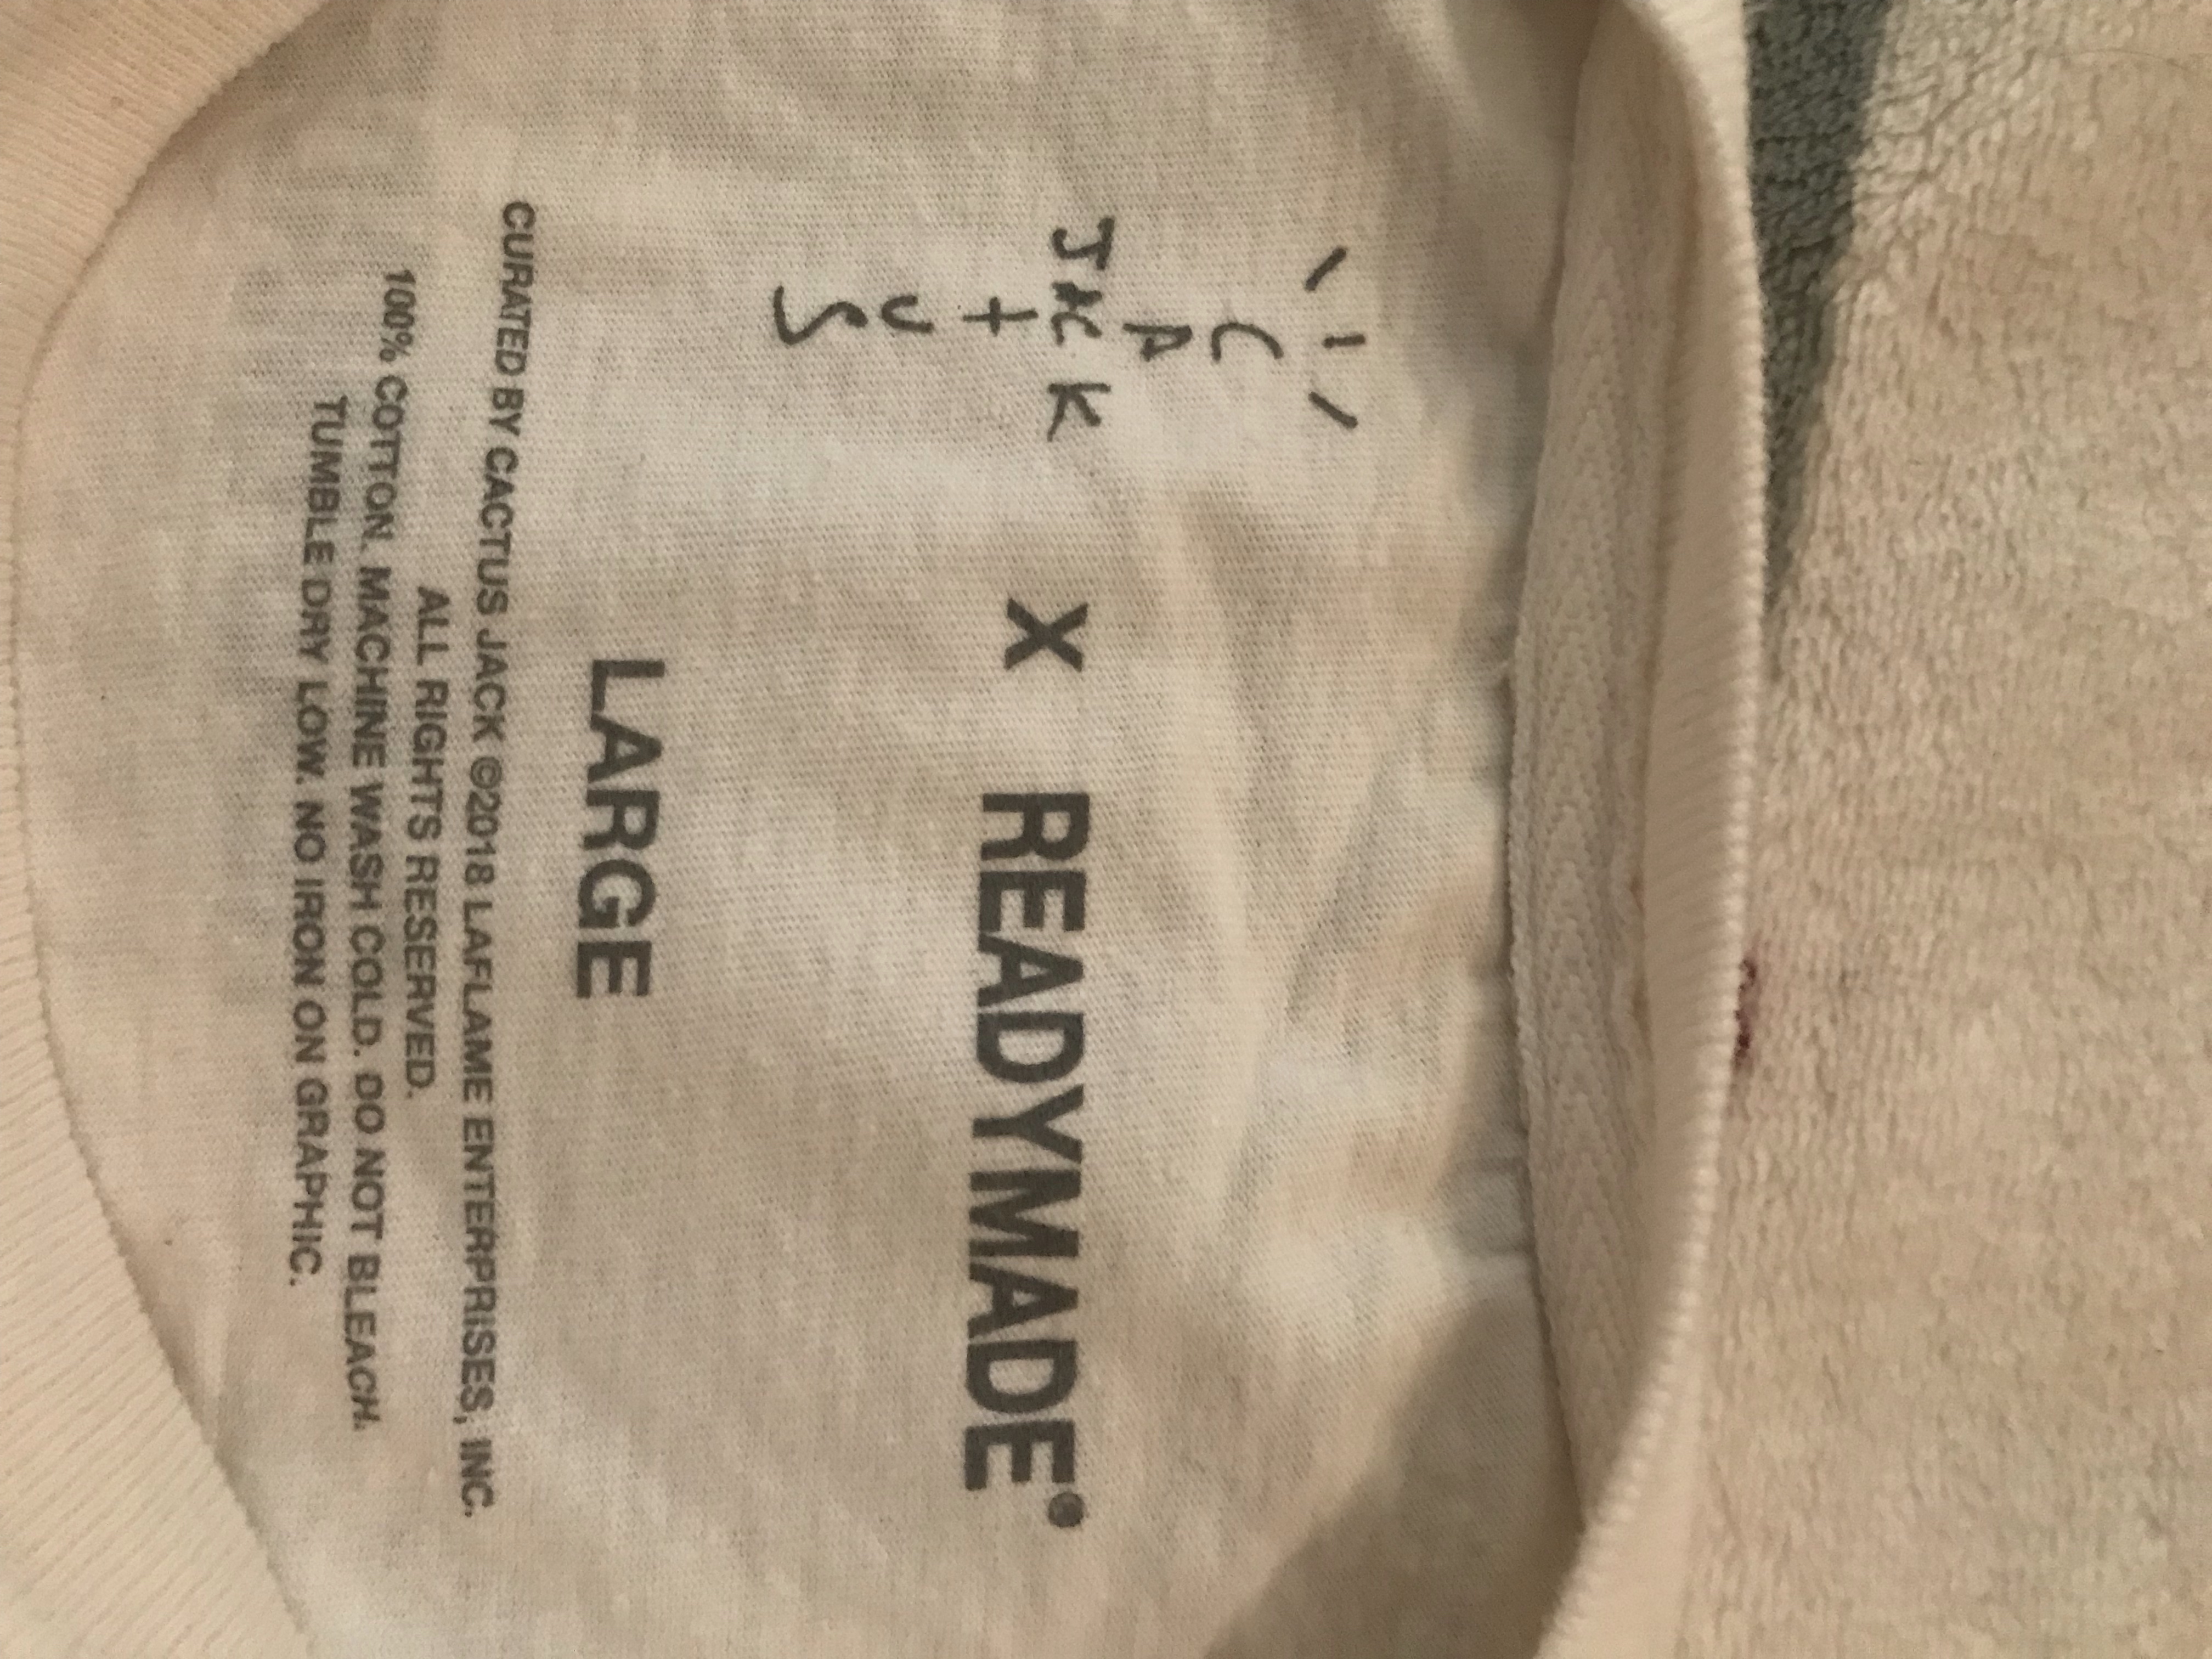 C
A
JACK X READYMADE®
T
U
S
LARGE
CURATED BY CACTUS JACK ©2018 LAFLAME ENTERPRISES, INC.
ALL RIGHTS RESERVED.
100% COTTON. MACHINE WASH COLD. DO NOT BLEACH.
TUMBLE DRY LOW. NO IRON ON GRAPHIC.